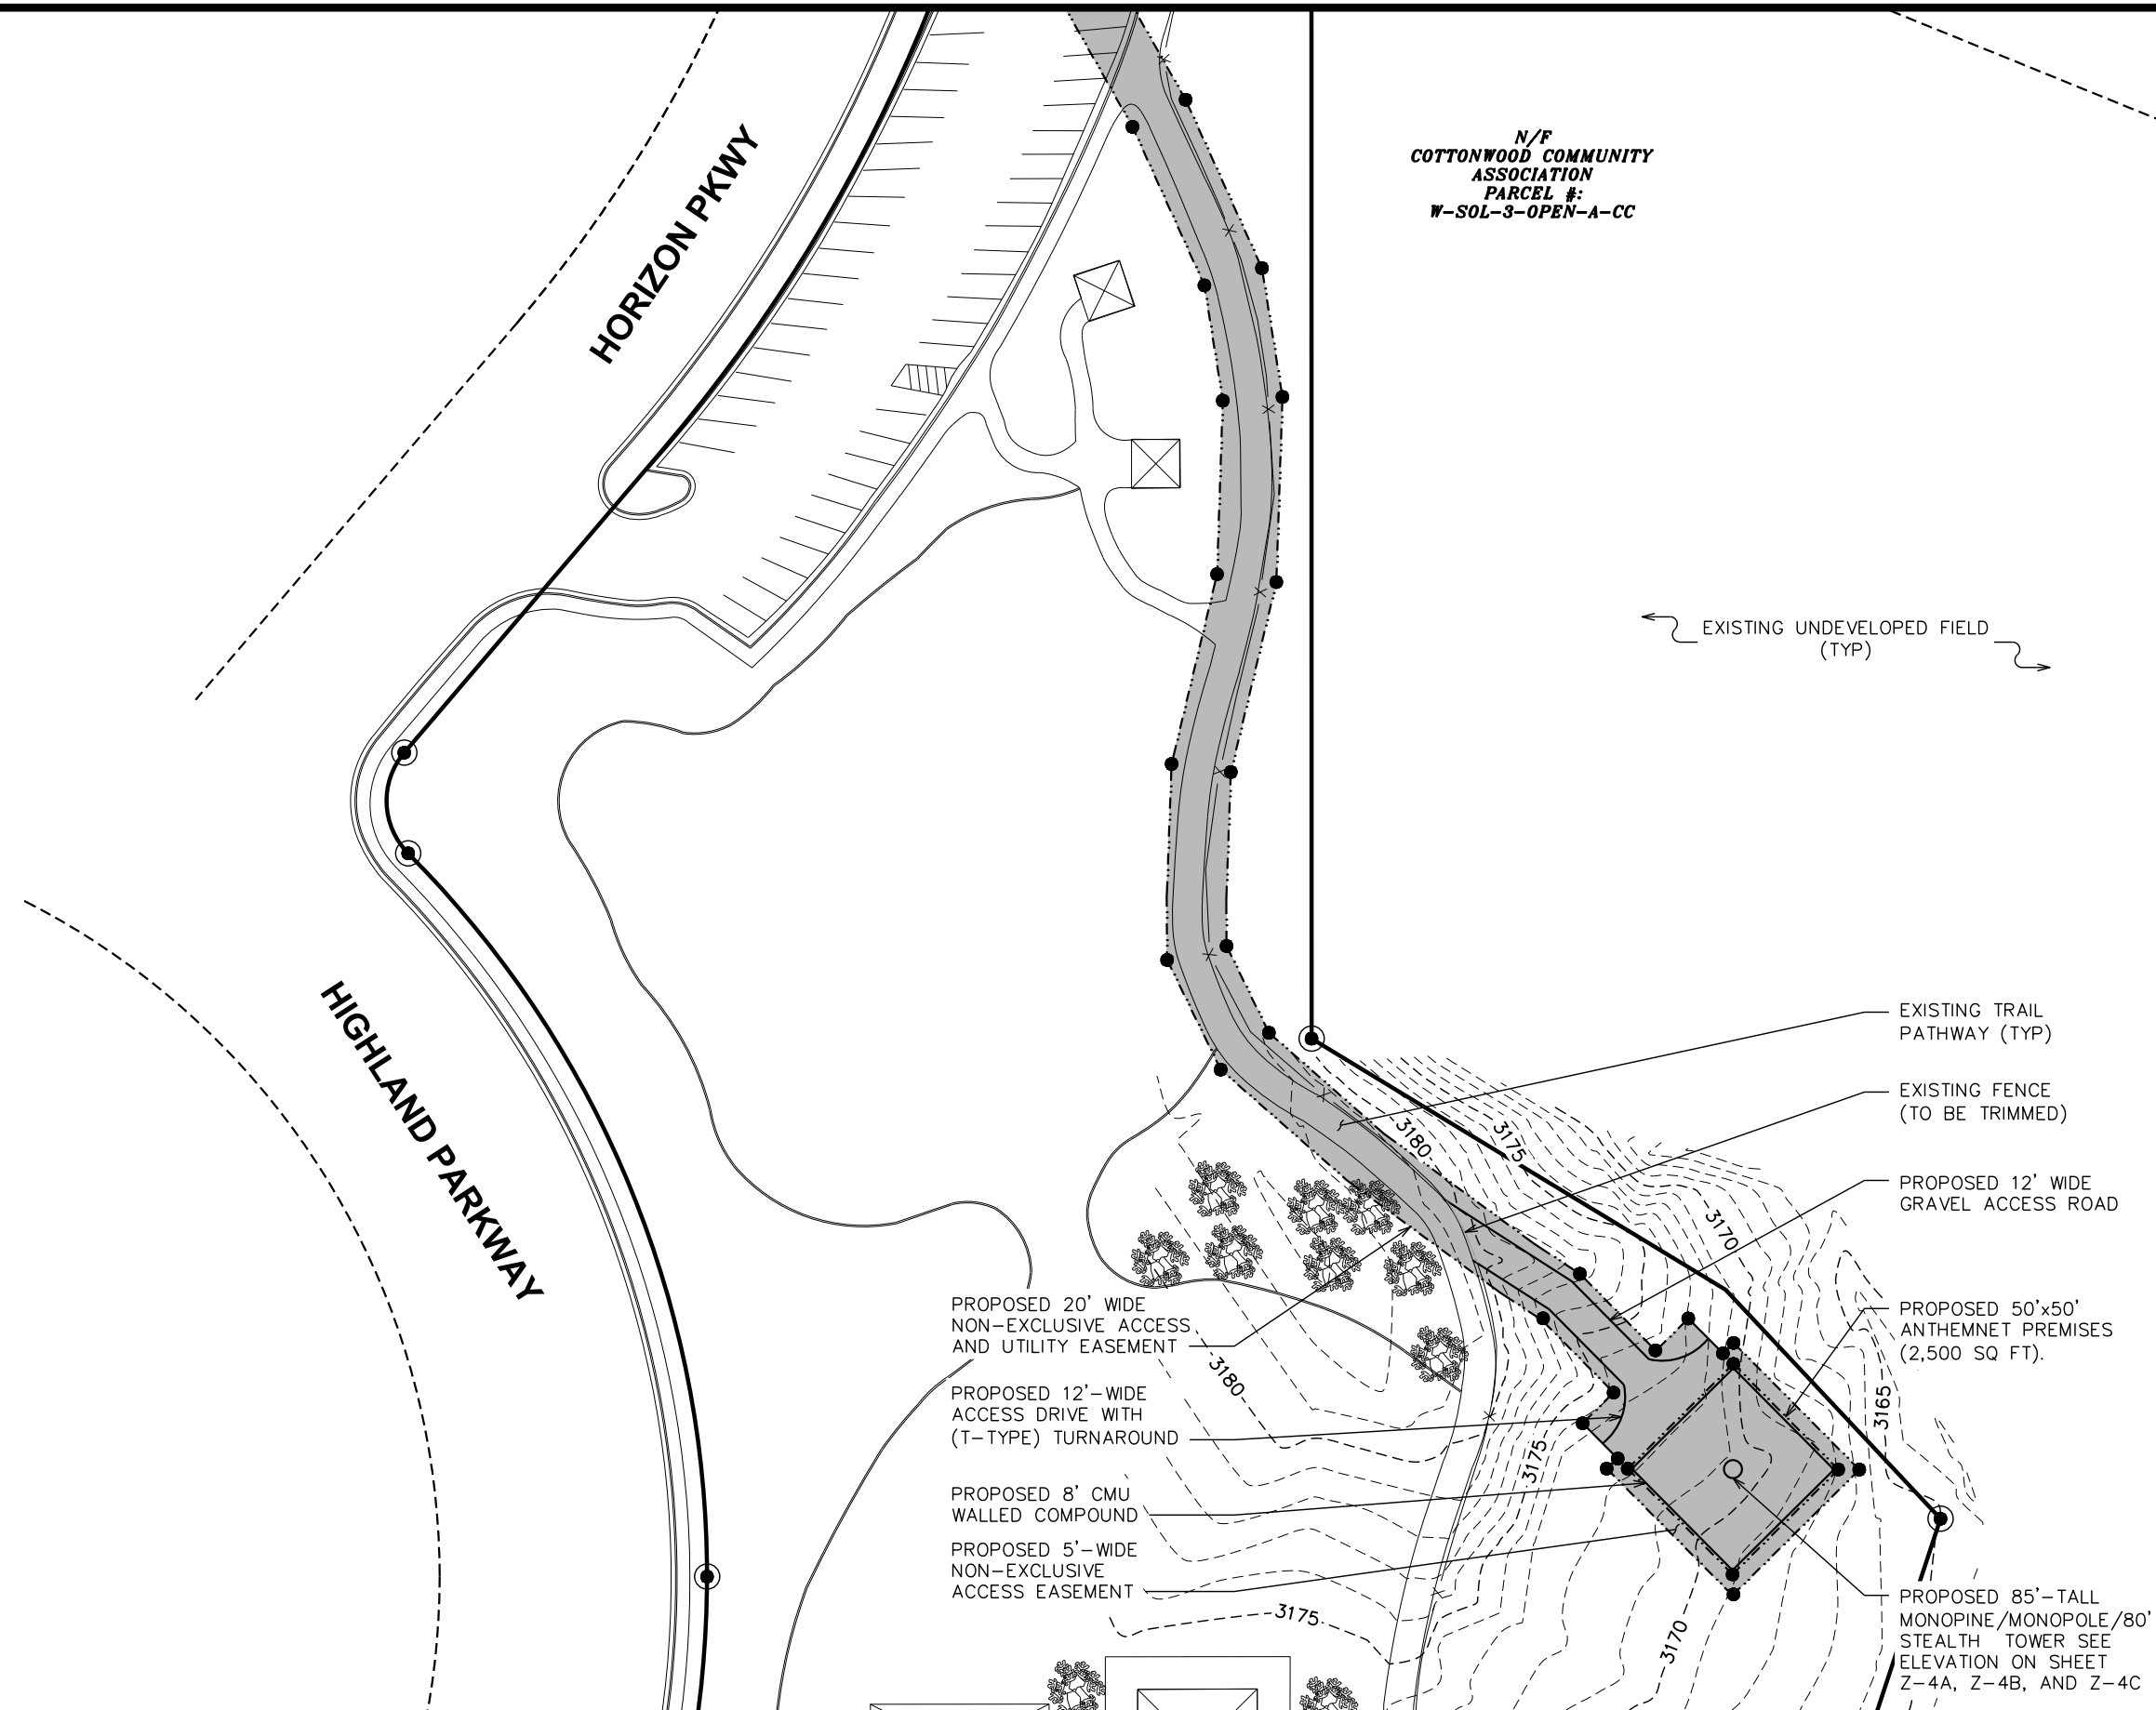 HORIZON PKWY
N/F
COTTONWOOD COMMUNITY
ASSOCIATION
PARCEL #:
W-SOL-3-OPEN-A-CC
EXISTING UNDEVELOPED FIELD
(TYP)
HIGHLAND PARKWAY
EXISTING TRAIL
PATHWAY (TYP)
EXISTING FENCE
(TO BE TRIMMED)
PROPOSED 12' WIDE
GRAVEL ACCESS ROAD
PROPOSED 50'x50'
ANTHEMNET PREMISES
(2,500 SQ FT).
PROPOSED 85'-TALL
MONOPINE/MONOPOLE/80'
STEALTH TOWER SEE
ELEVATION ON SHEET
Z-4A, Z-4B, AND Z-4C
PROPOSED 20' WIDE
NON-EXCLUSIVE ACCESS
AND UTILITY EASEMENT
PROPOSED 12'-WIDE
ACCESS DRIVE WITH
(T-TYPE) TURNAROUND
PROPOSED 8' CMU
WALLED COMPOUND
PROPOSED 5'-WIDE
NON-EXCLUSIVE
ACCESS EASEMENT
3180
3175
3170
3165
3180
3175
3175
3170